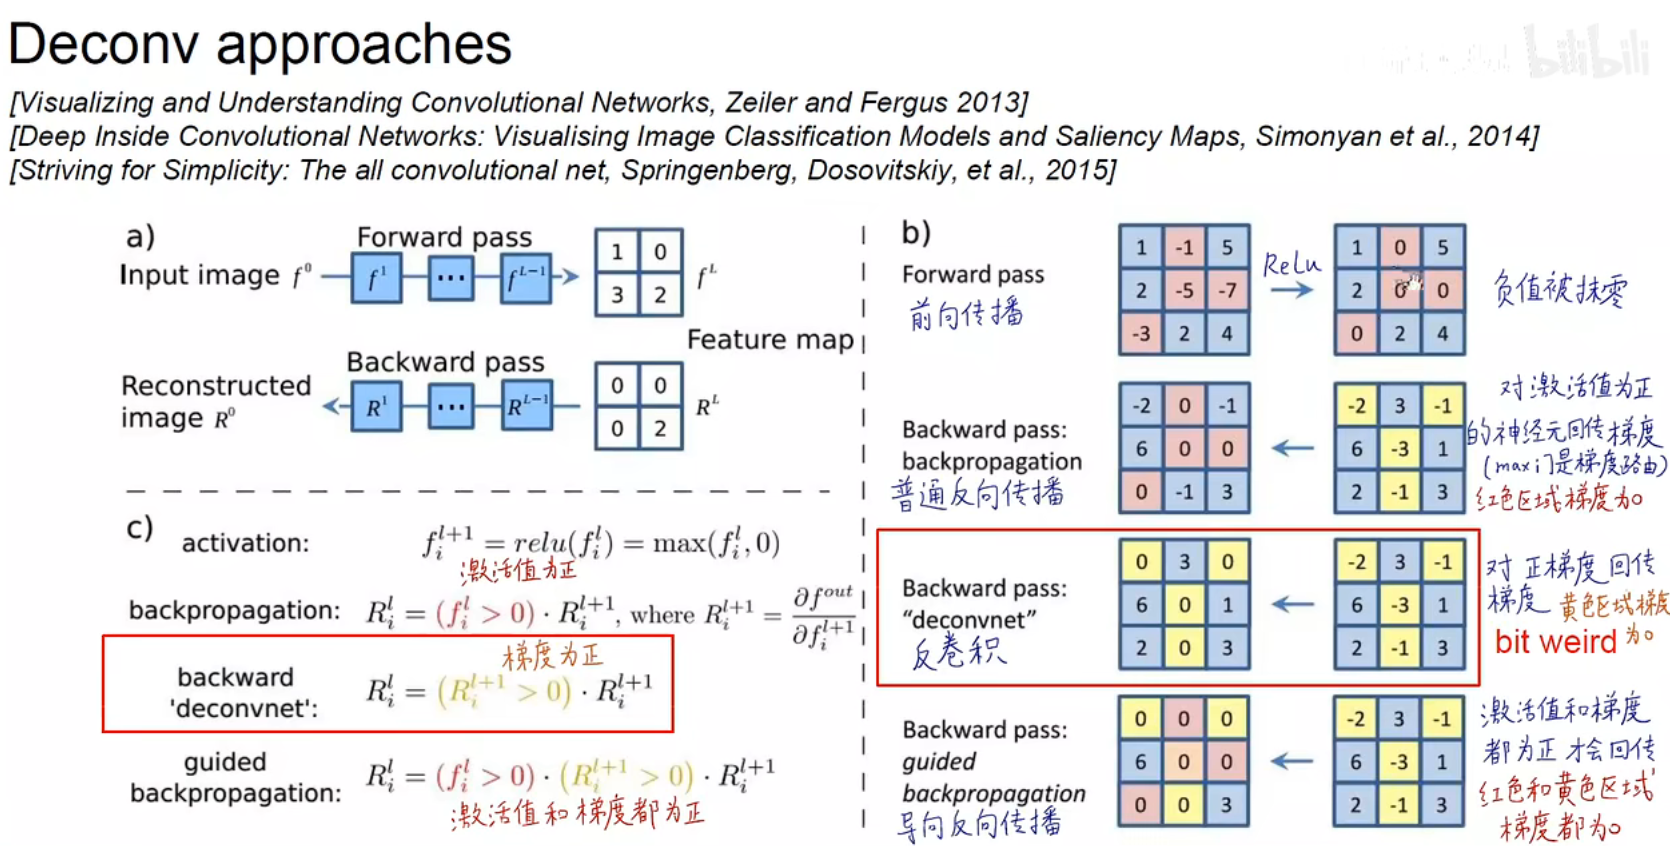 Deconv approaches
bilibili
[Visualizing and Understanding Convolutional Networks, Zeiler and Fergus 2013]
[Deep Inside Convolutional Networks: Visualising Image Classification Models and Saliency Maps, Simonyan et al., 2014]
[Striving for Simplicity: The all convolutional net, Springenberg, Dosovitskiy, et al., 2015]
a)
Forward pass
Input image f⁰
f¹ ... f^{L-1}
1 0
3 2
f^L
Feature map
Backward pass
Reconstructed
image R⁰
R¹ ... R^{L-1}
0 0
0 2
R^L
b)
Forward pass
前向传播
1 -1 5
2 -5 -7
-3 2 4
ReLu
1 0 5
2 0 0
0 2 4
负值被抹零
Backward pass:
backpropagation
普通反向传播
-2 0 -1
6 0 0
0 -1 3
-2 3 -1
6 -3 1
2 -1 3
对激活值为正
的神经元回传梯度
(max门是梯度路由)
红色区域梯度为0
Backward pass:
"deconvnet"
反卷积
0 3 0
6 0 1
2 0 3
-2 3 -1
6 -3 1
2 -1 3
对正梯度回传
梯度 黄色区域梯度
为0
bit weird
Backward pass:
guided
backpropagation
导向反向传播
0 0 0
6 0 0
0 0 3
-2 3 -1
6 -3 1
2 -1 3
激活值和梯度
都为正才会回传
红色和黄色区域
梯度都为0
c)
activation: f_i^{l+1} = relu(f_i^l) = max(f_i^l, 0)
激活值为正
backpropagation: R_i^l = (f_i^l > 0) · R_i^{l+1}, where R_i^{l+1} = ∂f^{out} / ∂f_i^{l+1}
梯度为正
backward
'deconvnet': R_i^l = (R_i^{l+1} > 0) · R_i^{l+1}
guided
backpropagation: R_i^l = (f_i^l > 0) · (R_i^{l+1} > 0) · R_i^{l+1}
激活值和梯度都为正